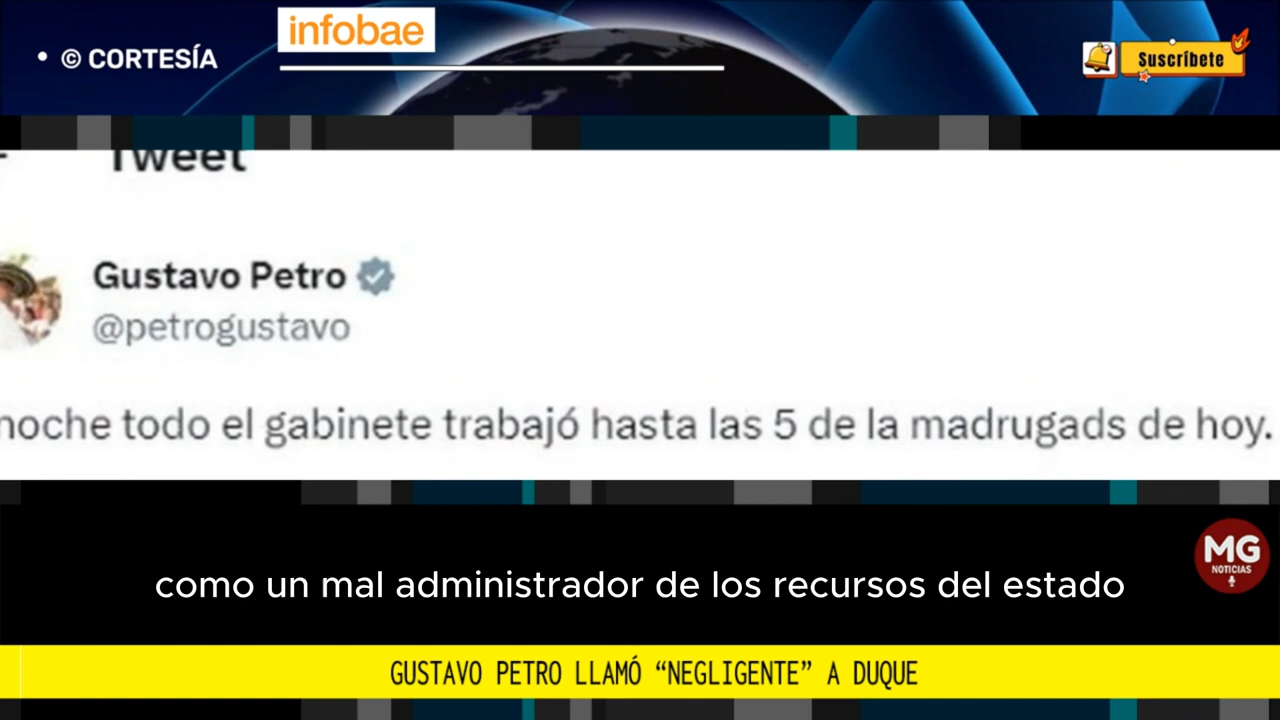 infobae
• © CORTESÍA
Suscríbete
Tweet
Gustavo Petro
@petrogustavo
noche todo el gabinete trabajó hasta las 5 de la madrugads de hoy.
MG
NOTICIAS
como un mal administrador de los recursos del estado
GUSTAVO PETRO LLAMÓ “NEGLIGENTE” A DUQUE